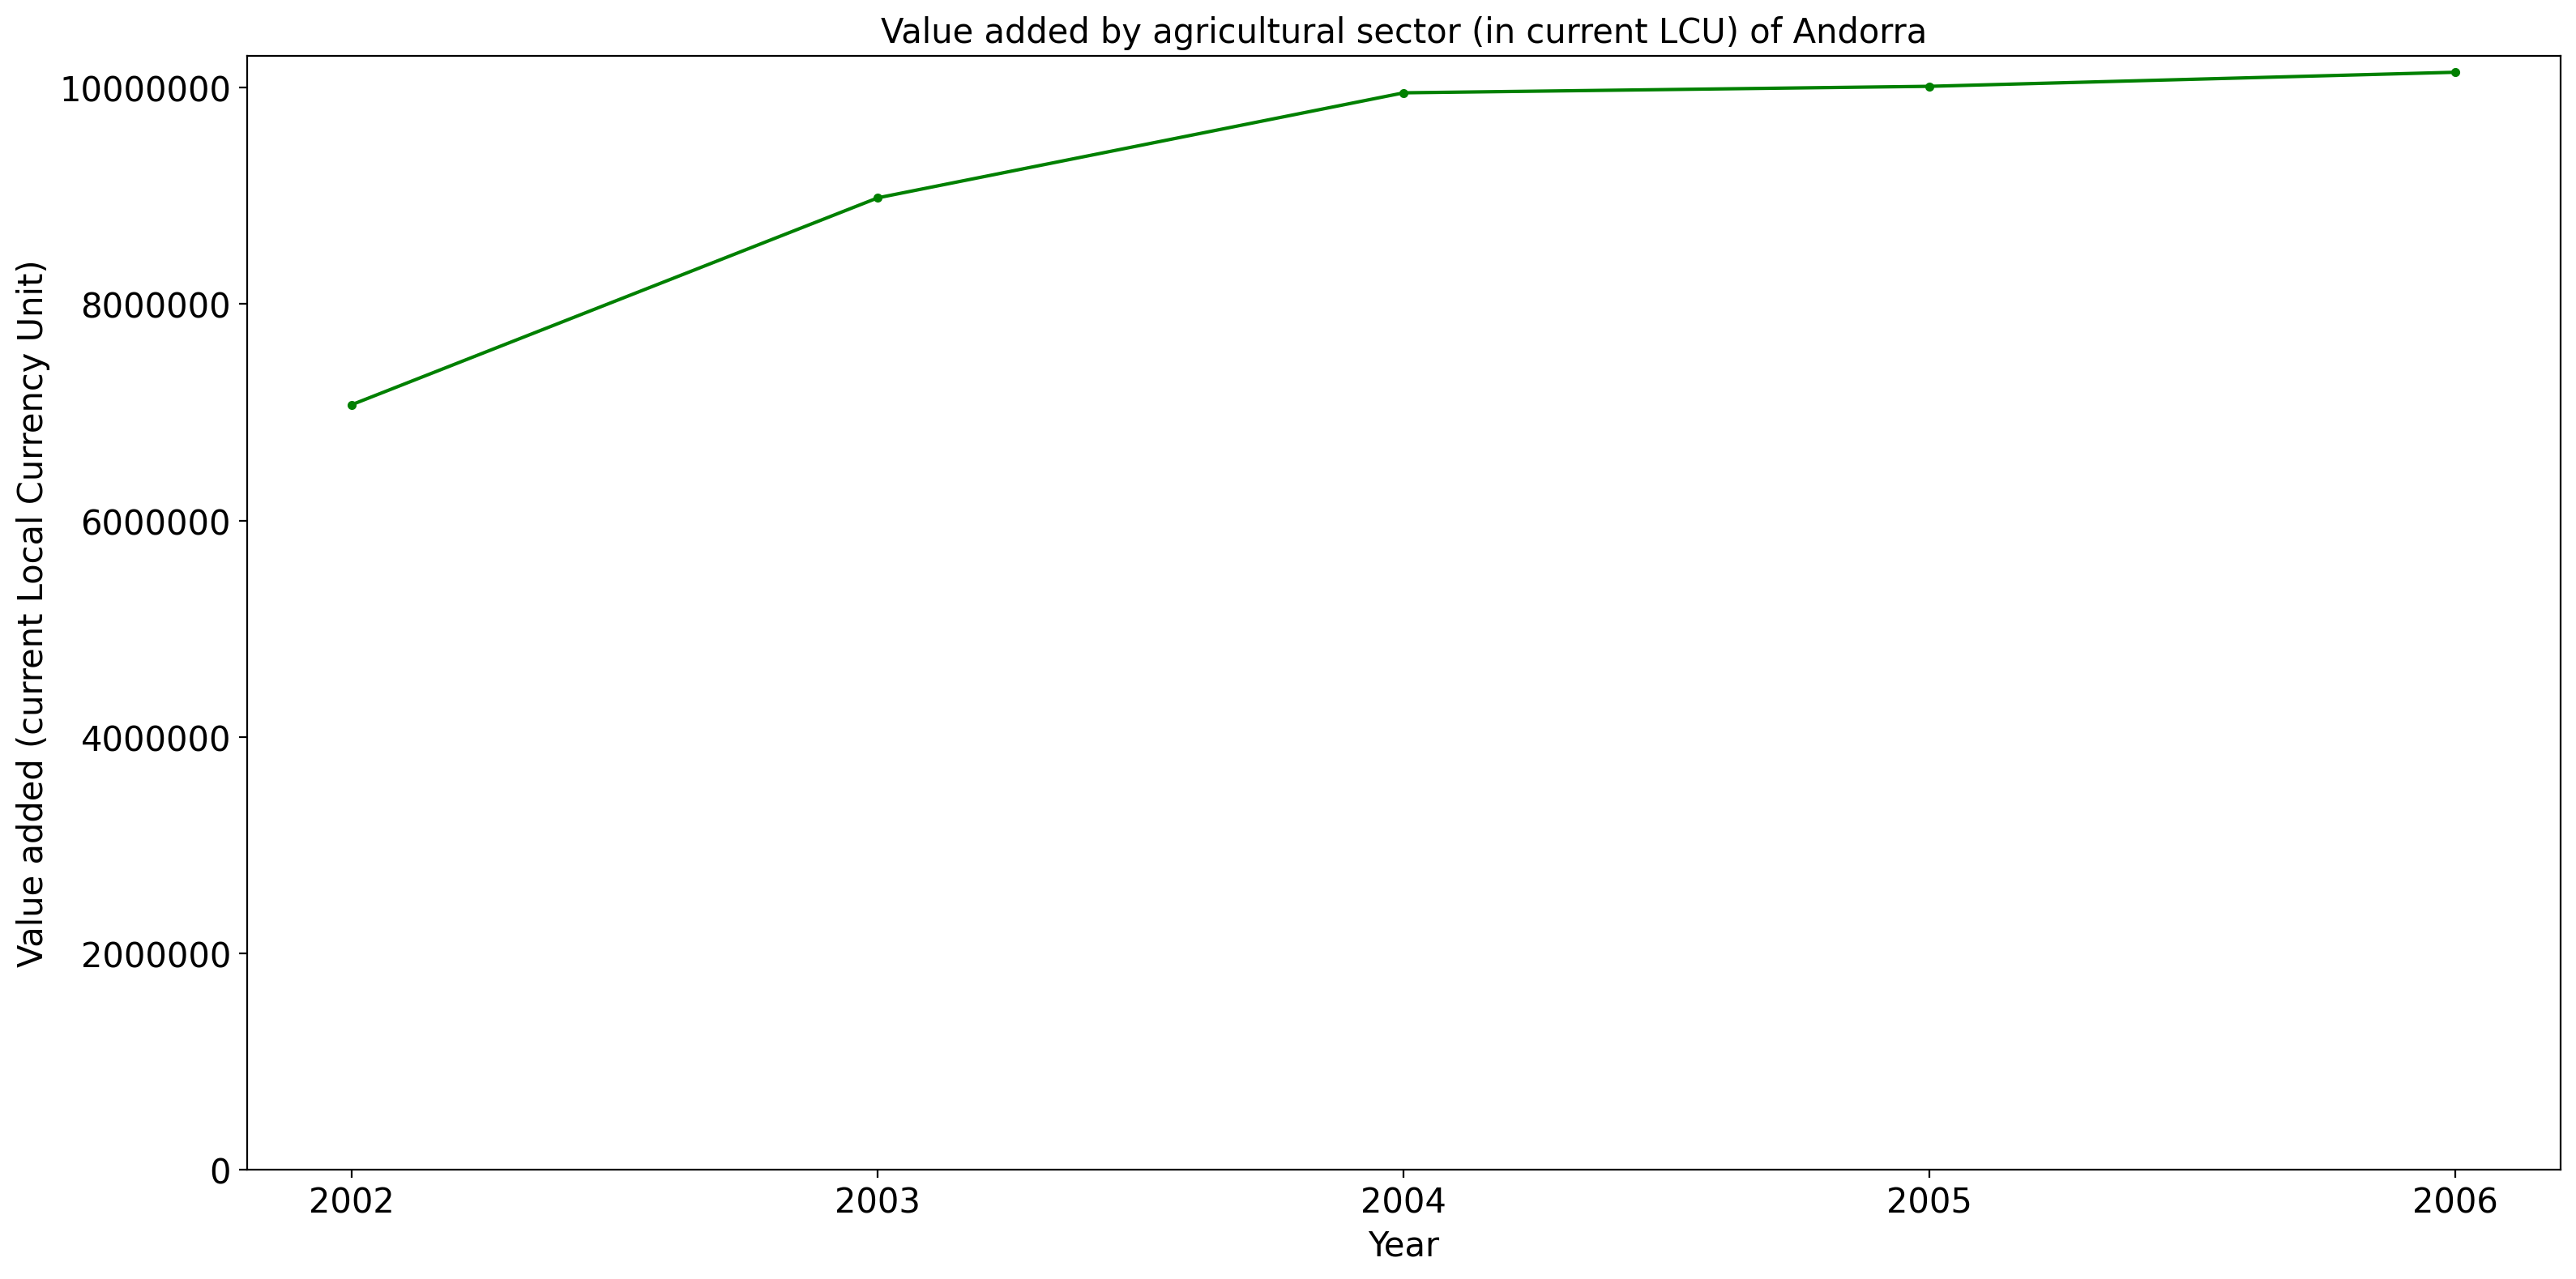 Value added by agricultural sector (in current LCU) of Andorra
Value added (current Local Currency Unit)
10000000
8000000
6000000
4000000
2000000
0
2002 2003 2004 2005 2006
Year